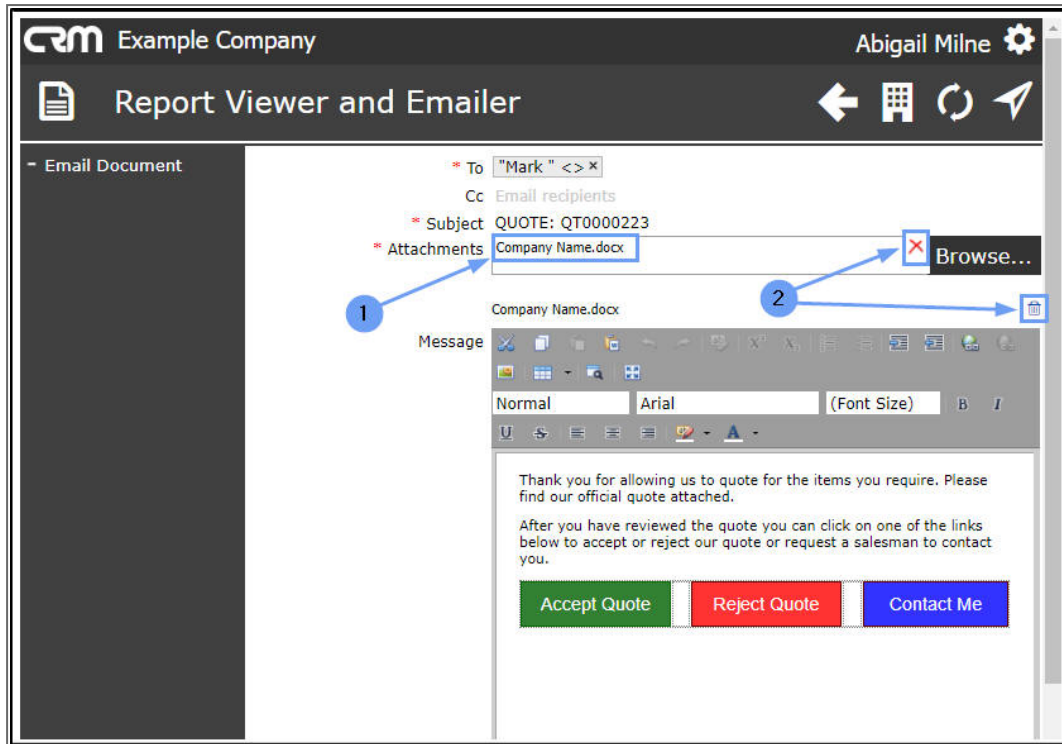 CRM Example Company
Abigail Milne
Report Viewer and Emailer
- Email Document
* To "Mark " <> ×
Cc Email recipients
* Subject QUOTE: QT0000223
* Attachments Company Name.docx
Browse...
1
2
Company Name.docx
Message
Normal Arial (Font Size) B I
U S A
Thank you for allowing us to quote for the items you require. Please
find our official quote attached.
After you have reviewed the quote you can click on one of the links
below to accept or reject our quote or request a salesman to contact
you.
Accept Quote Reject Quote Contact Me